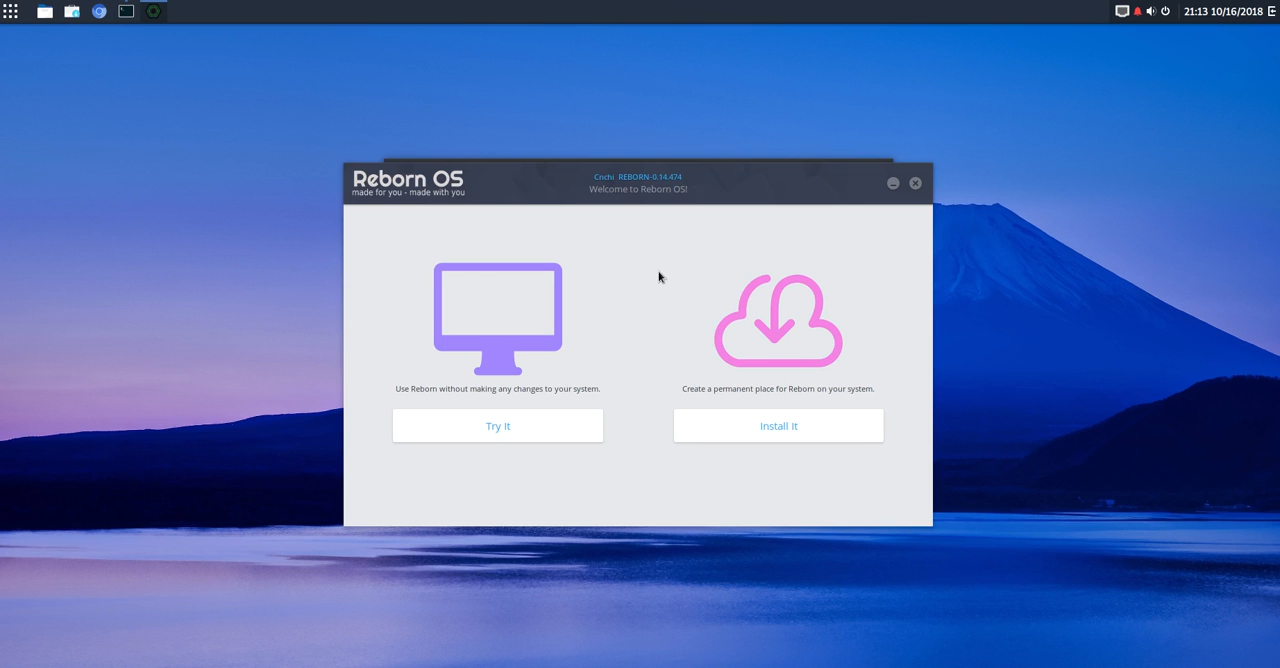 21:13 10/16/2018
Reborn OS
made for you - made with you
Cnchi REBORN-0.14.474
Welcome to Reborn OS!
Use Reborn without making any changes to your system.
Create a permanent place for Reborn on your system.
Try It
Install It